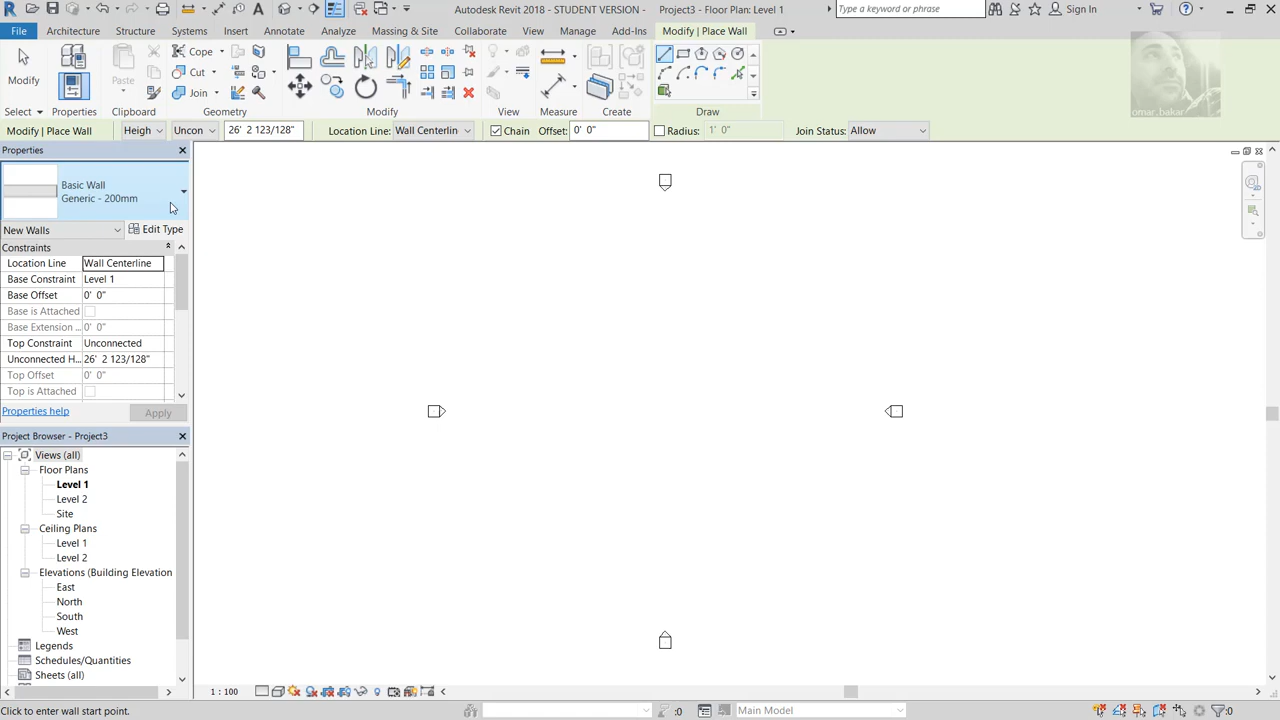 Autodesk Revit 2018 - STUDENT VERSION - Project3 - Floor Plan: Level 1
Type a keyword or phrase
Sign In
File Architecture Structure Systems Insert Annotate Analyze Massing & Site Collaborate View Manage Add-Ins Modify | Place Wall
Modify
Paste
Cope
Cut
Join
Select Properties Clipboard Geometry Modify View Measure Create Draw
omar_bakar
Modify | Place Wall Heigh Uncon 26' 2 123/128" Location Line: Wall Centerlin Chain Offset: 0' 0" Radius: 1' 0" Join Status: Allow
Properties
Basic Wall
Generic - 200mm
New Walls Edit Type
Constraints
Location Line Wall Centerline
Base Constraint Level 1
Base Offset 0' 0"
Base is Attached
Base Extension ... 0' 0"
Top Constraint Unconnected
Unconnected H... 26' 2 123/128"
Top Offset 0' 0"
Top is Attached
Properties help Apply
Project Browser - Project3
Views (all)
Floor Plans
Level 1
Level 2
Site
Ceiling Plans
Level 1
Level 2
Elevations (Building Elevation
East
North
South
West
Legends
Schedules/Quantities
Sheets (all)
1 : 100
Click to enter wall start point.
:0
Main Model
:0